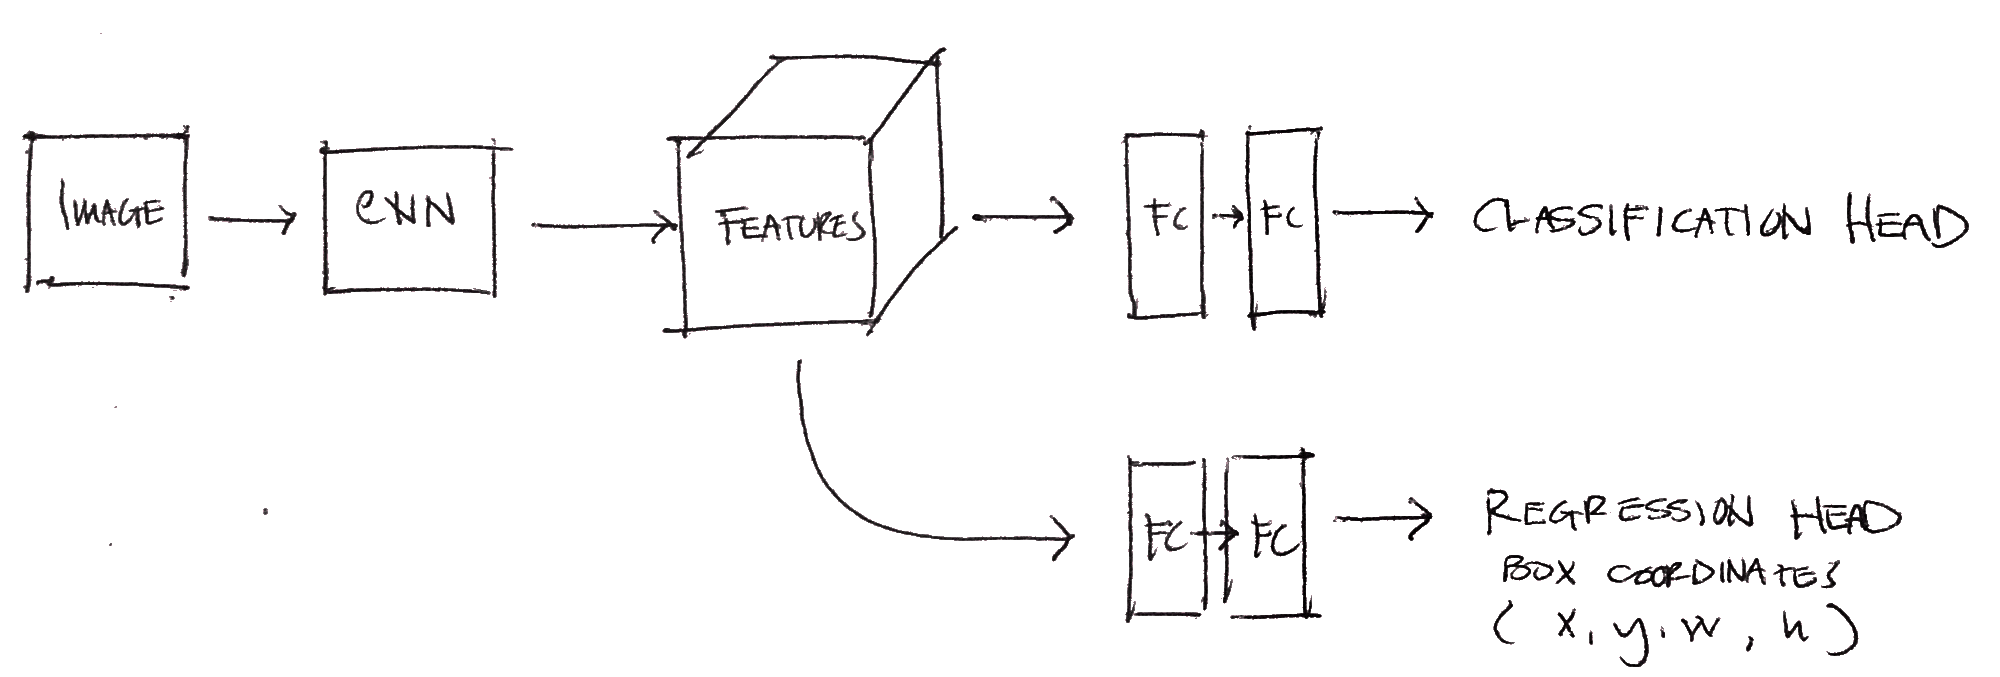 IMAGE
CNN
FEATURES
FC
FC
CLASSIFICATION HEAD
FC
FC
REGRESSION HEAD
BOX COORDINATES
( x, y, w, h )